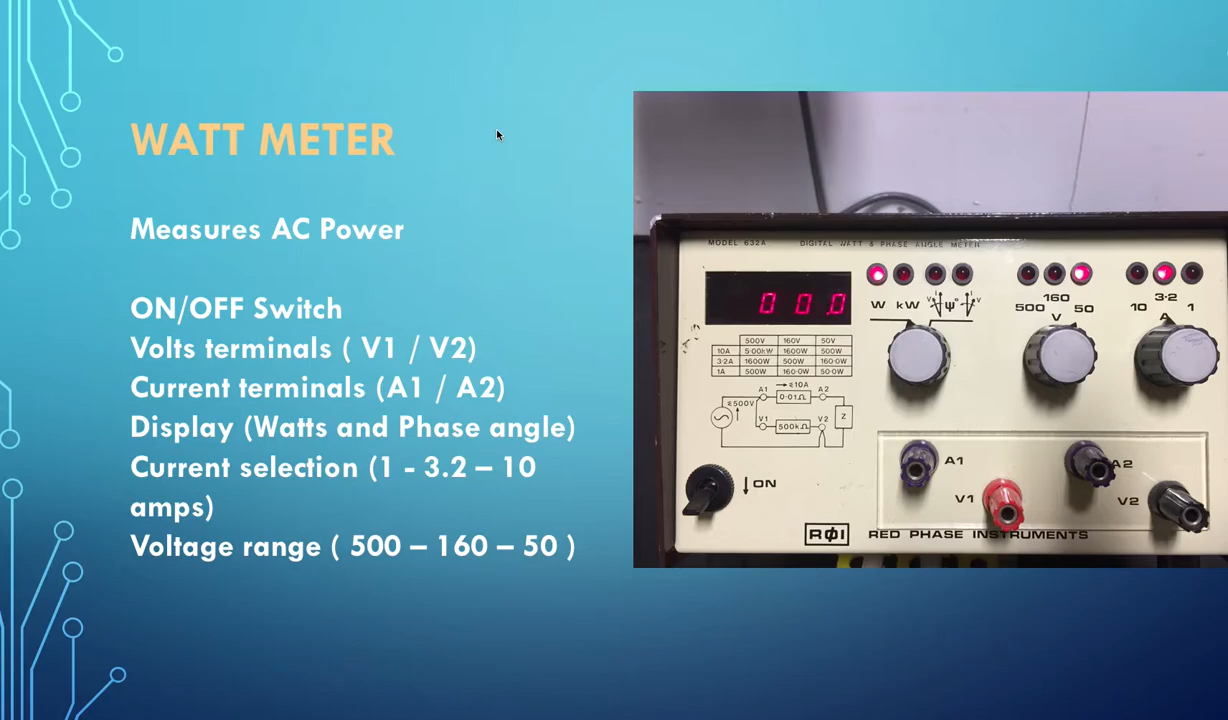 WATT METER
Measures AC Power
ON/OFF Switch
Volts terminals ( V1 / V2)
Current terminals (A1 / A2)
Display (Watts and Phase angle)
Current selection (1 - 3.2 – 10
amps)
Voltage range ( 500 – 160 – 50 )
MODEL 632A DIGITAL WATT & PHASE ANGLE METER
0 0 .0
W kW V I ψ° I V
500 160 50
V
10 3·2 1
A
500V 160V 50V
10A 5·00kW 1600W 500W
3·2A 1600W 500W 160·0W
1A 500W 160·0W 50·0W
A1 →≤10A A2
0·01Ω
≤500V
V1 V2
500kΩ
Z
↓ON
A1 A2
V1 V2
RØI RED PHASE INSTRUMENTS